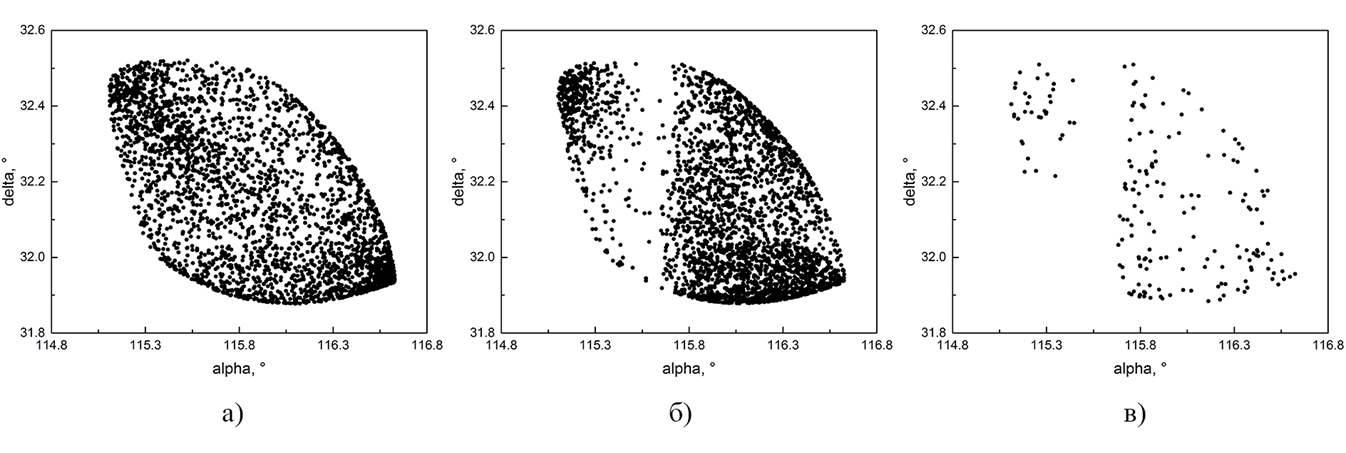 32.6
32.4
32.2
32.0
31.8
delta, °
114.8 115.3 115.8 116.3 116.8
alpha, °
а)
32.6
32.4
32.2
32.0
31.8
delta, °
115.3 115.8 116.3 116.8
alpha, °
б)
32.6
32.4
32.2
32.0
31.8
delta, °
114.8 115.3 115.8 116.3 116.8
alpha, °
в)